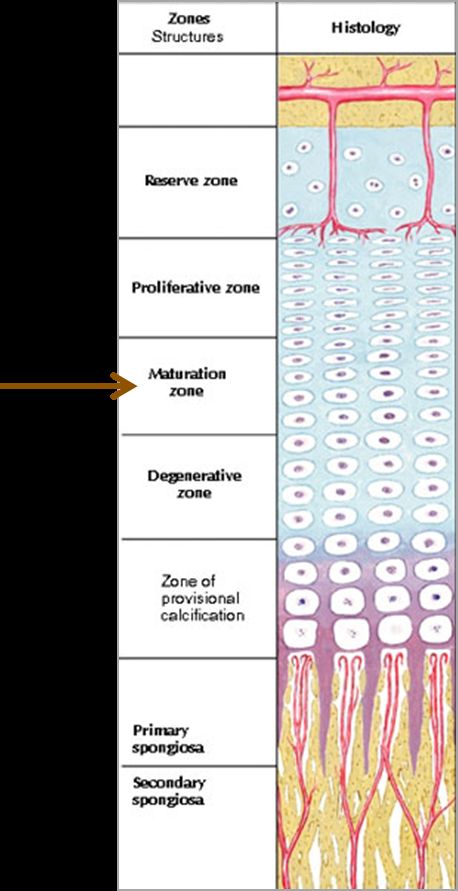 Zones
Structures
Histology
Reserve zone
Proliferative zone
Maturation
zone
Degenerative
zone
Zone of
provisional
calcification
Primary
spongiosa
Secondary
spongiosa